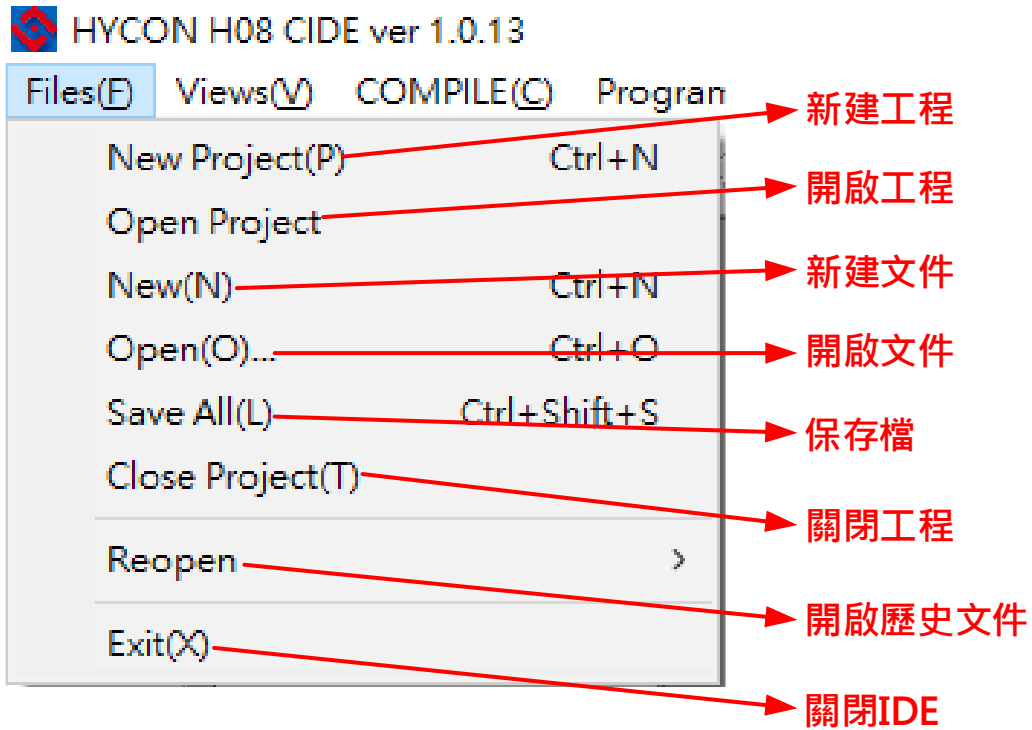 HYCON H08 CIDE ver 1.0.13
Files(F) Views(V) COMPILE(C) Program
New Project(P) Ctrl+N 新建工程
Open Project 開啟工程
New(N) Ctrl+N 新建文件
Open(O)... Ctrl+O 開啟文件
Save All(L) Ctrl+Shift+S 保存檔
Close Project(T) 關閉工程
Reopen > 開啟歷史文件
Exit(X) 關閉IDE